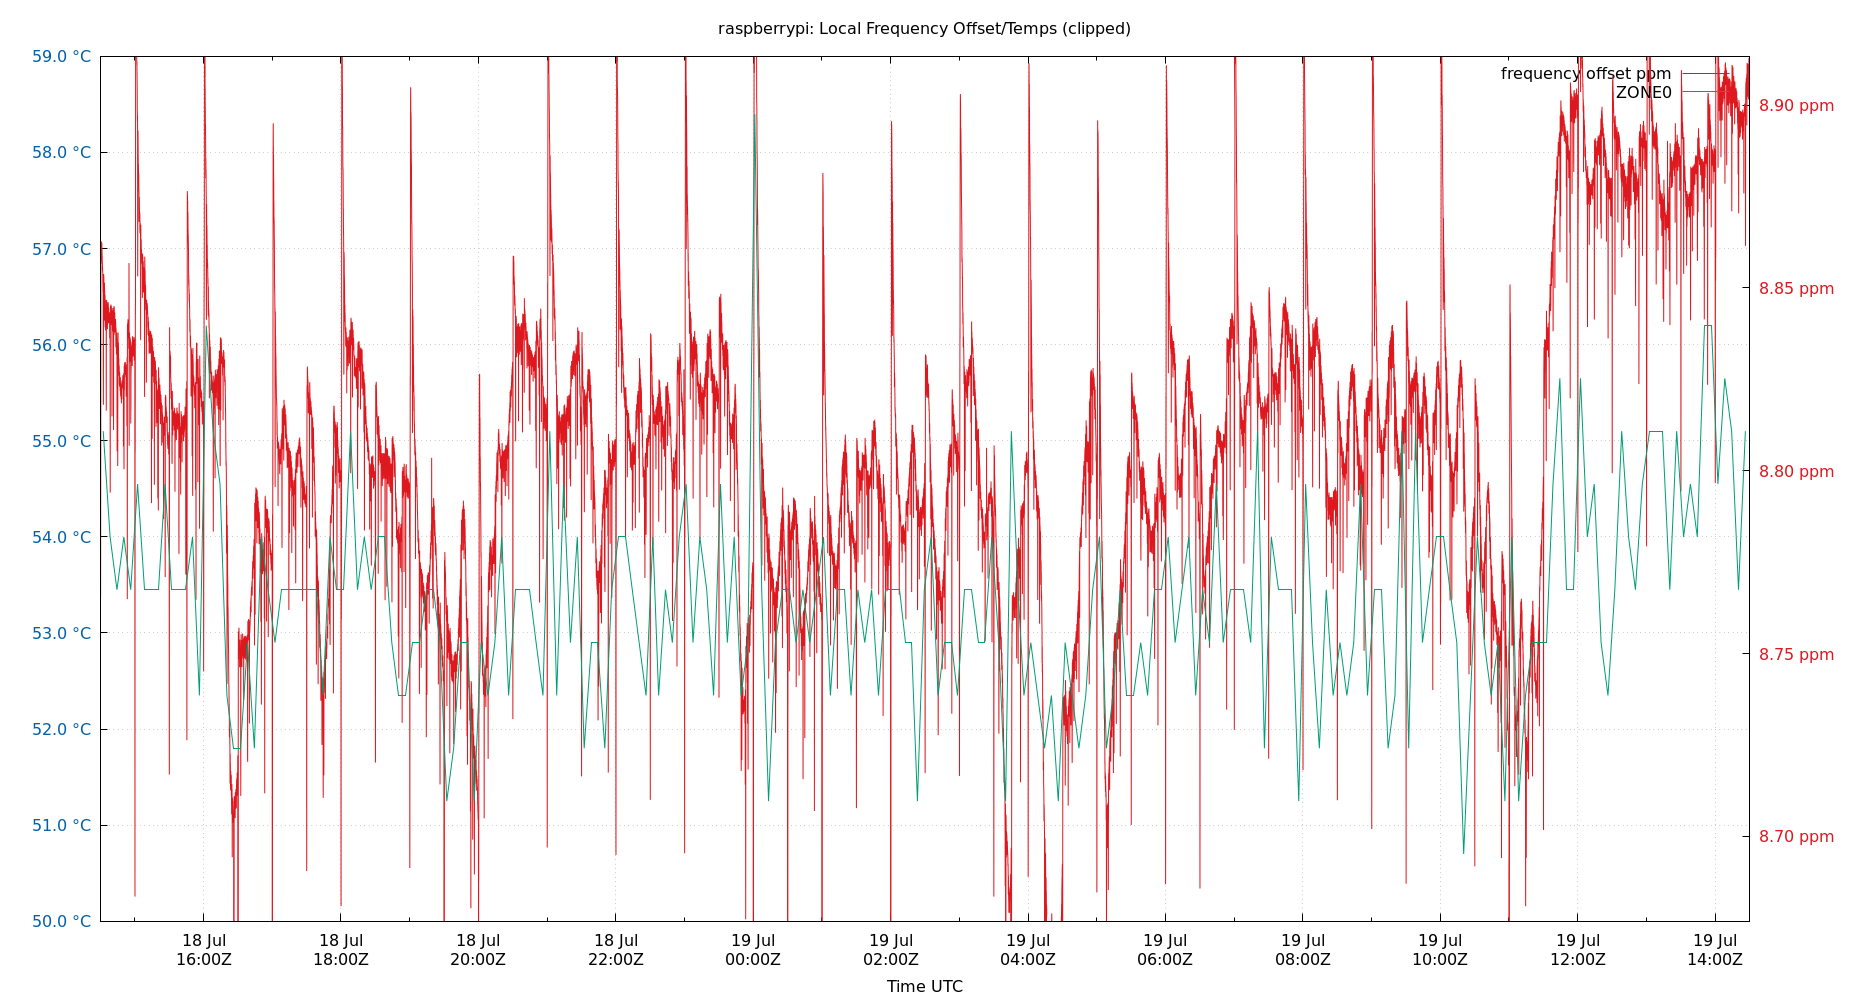 raspberrypi: Local Frequency Offset/Temps (clipped)
59.0 °C
58.0 °C
57.0 °C
56.0 °C
55.0 °C
54.0 °C
53.0 °C
52.0 °C
51.0 °C
50.0 °C
frequency offset ppm
ZONE0
8.90 ppm
8.85 ppm
8.80 ppm
8.75 ppm
8.70 ppm
18 Jul 18 Jul 18 Jul 18 Jul 19 Jul 19 Jul 19 Jul 19 Jul 19 Jul 19 Jul 19 Jul 19 Jul
16:00Z 18:00Z 20:00Z 22:00Z 00:00Z 02:00Z 04:00Z 06:00Z 08:00Z 10:00Z 12:00Z 14:00Z
Time UTC